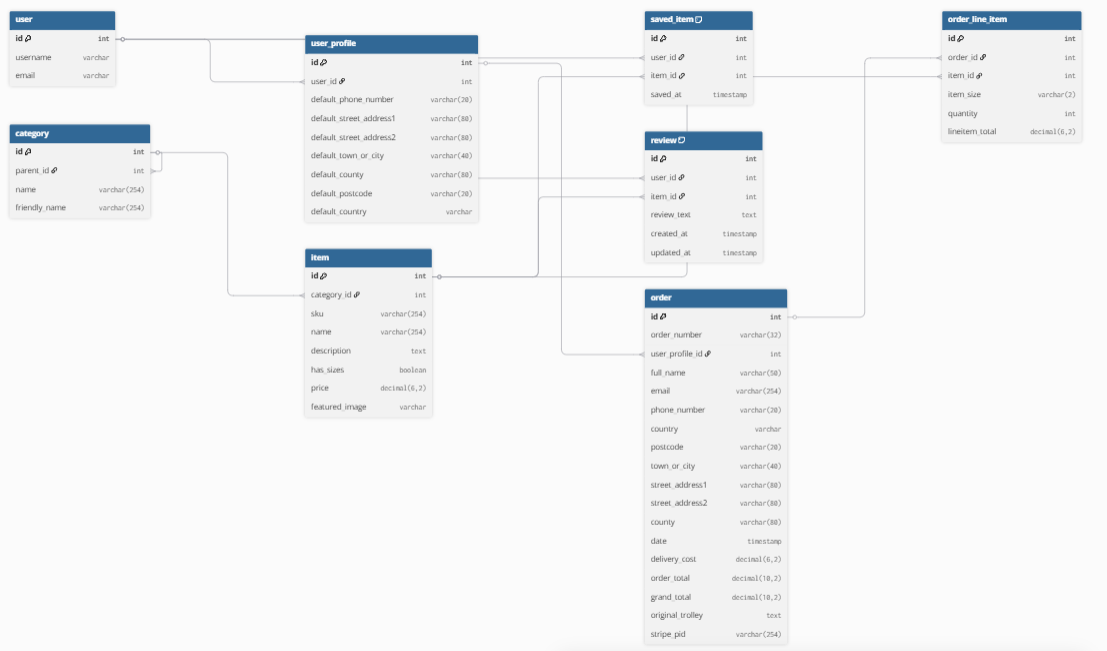 user
id int
username varchar
email varchar
category
id int
parent_id int
name varchar(254)
friendly_name varchar(254)
user_profile
id int
user_id int
default_phone_number varchar(20)
default_street_address1 varchar(80)
default_street_address2 varchar(80)
default_town_or_city varchar(40)
default_county varchar(80)
default_postcode varchar(20)
default_country varchar
item
id int
category_id int
sku varchar(254)
name varchar(254)
description text
has_sizes boolean
price decimal(6,2)
featured_image varchar
saved_item
id int
user_id int
item_id int
saved_at timestamp
review
id int
user_id int
item_id int
review_text text
created_at timestamp
updated_at timestamp
order
id int
order_number varchar(32)
user_profile_id int
full_name varchar(50)
email varchar(254)
phone_number varchar(20)
country varchar
postcode varchar(20)
town_or_city varchar(40)
street_address1 varchar(80)
street_address2 varchar(80)
county varchar(80)
date timestamp
delivery_cost decimal(6,2)
order_total decimal(10,2)
grand_total decimal(10,2)
original_trolley text
stripe_pid varchar(254)
order_line_item
id int
order_id int
item_id int
item_size varchar(2)
quantity int
lineitem_total decimal(6,2)